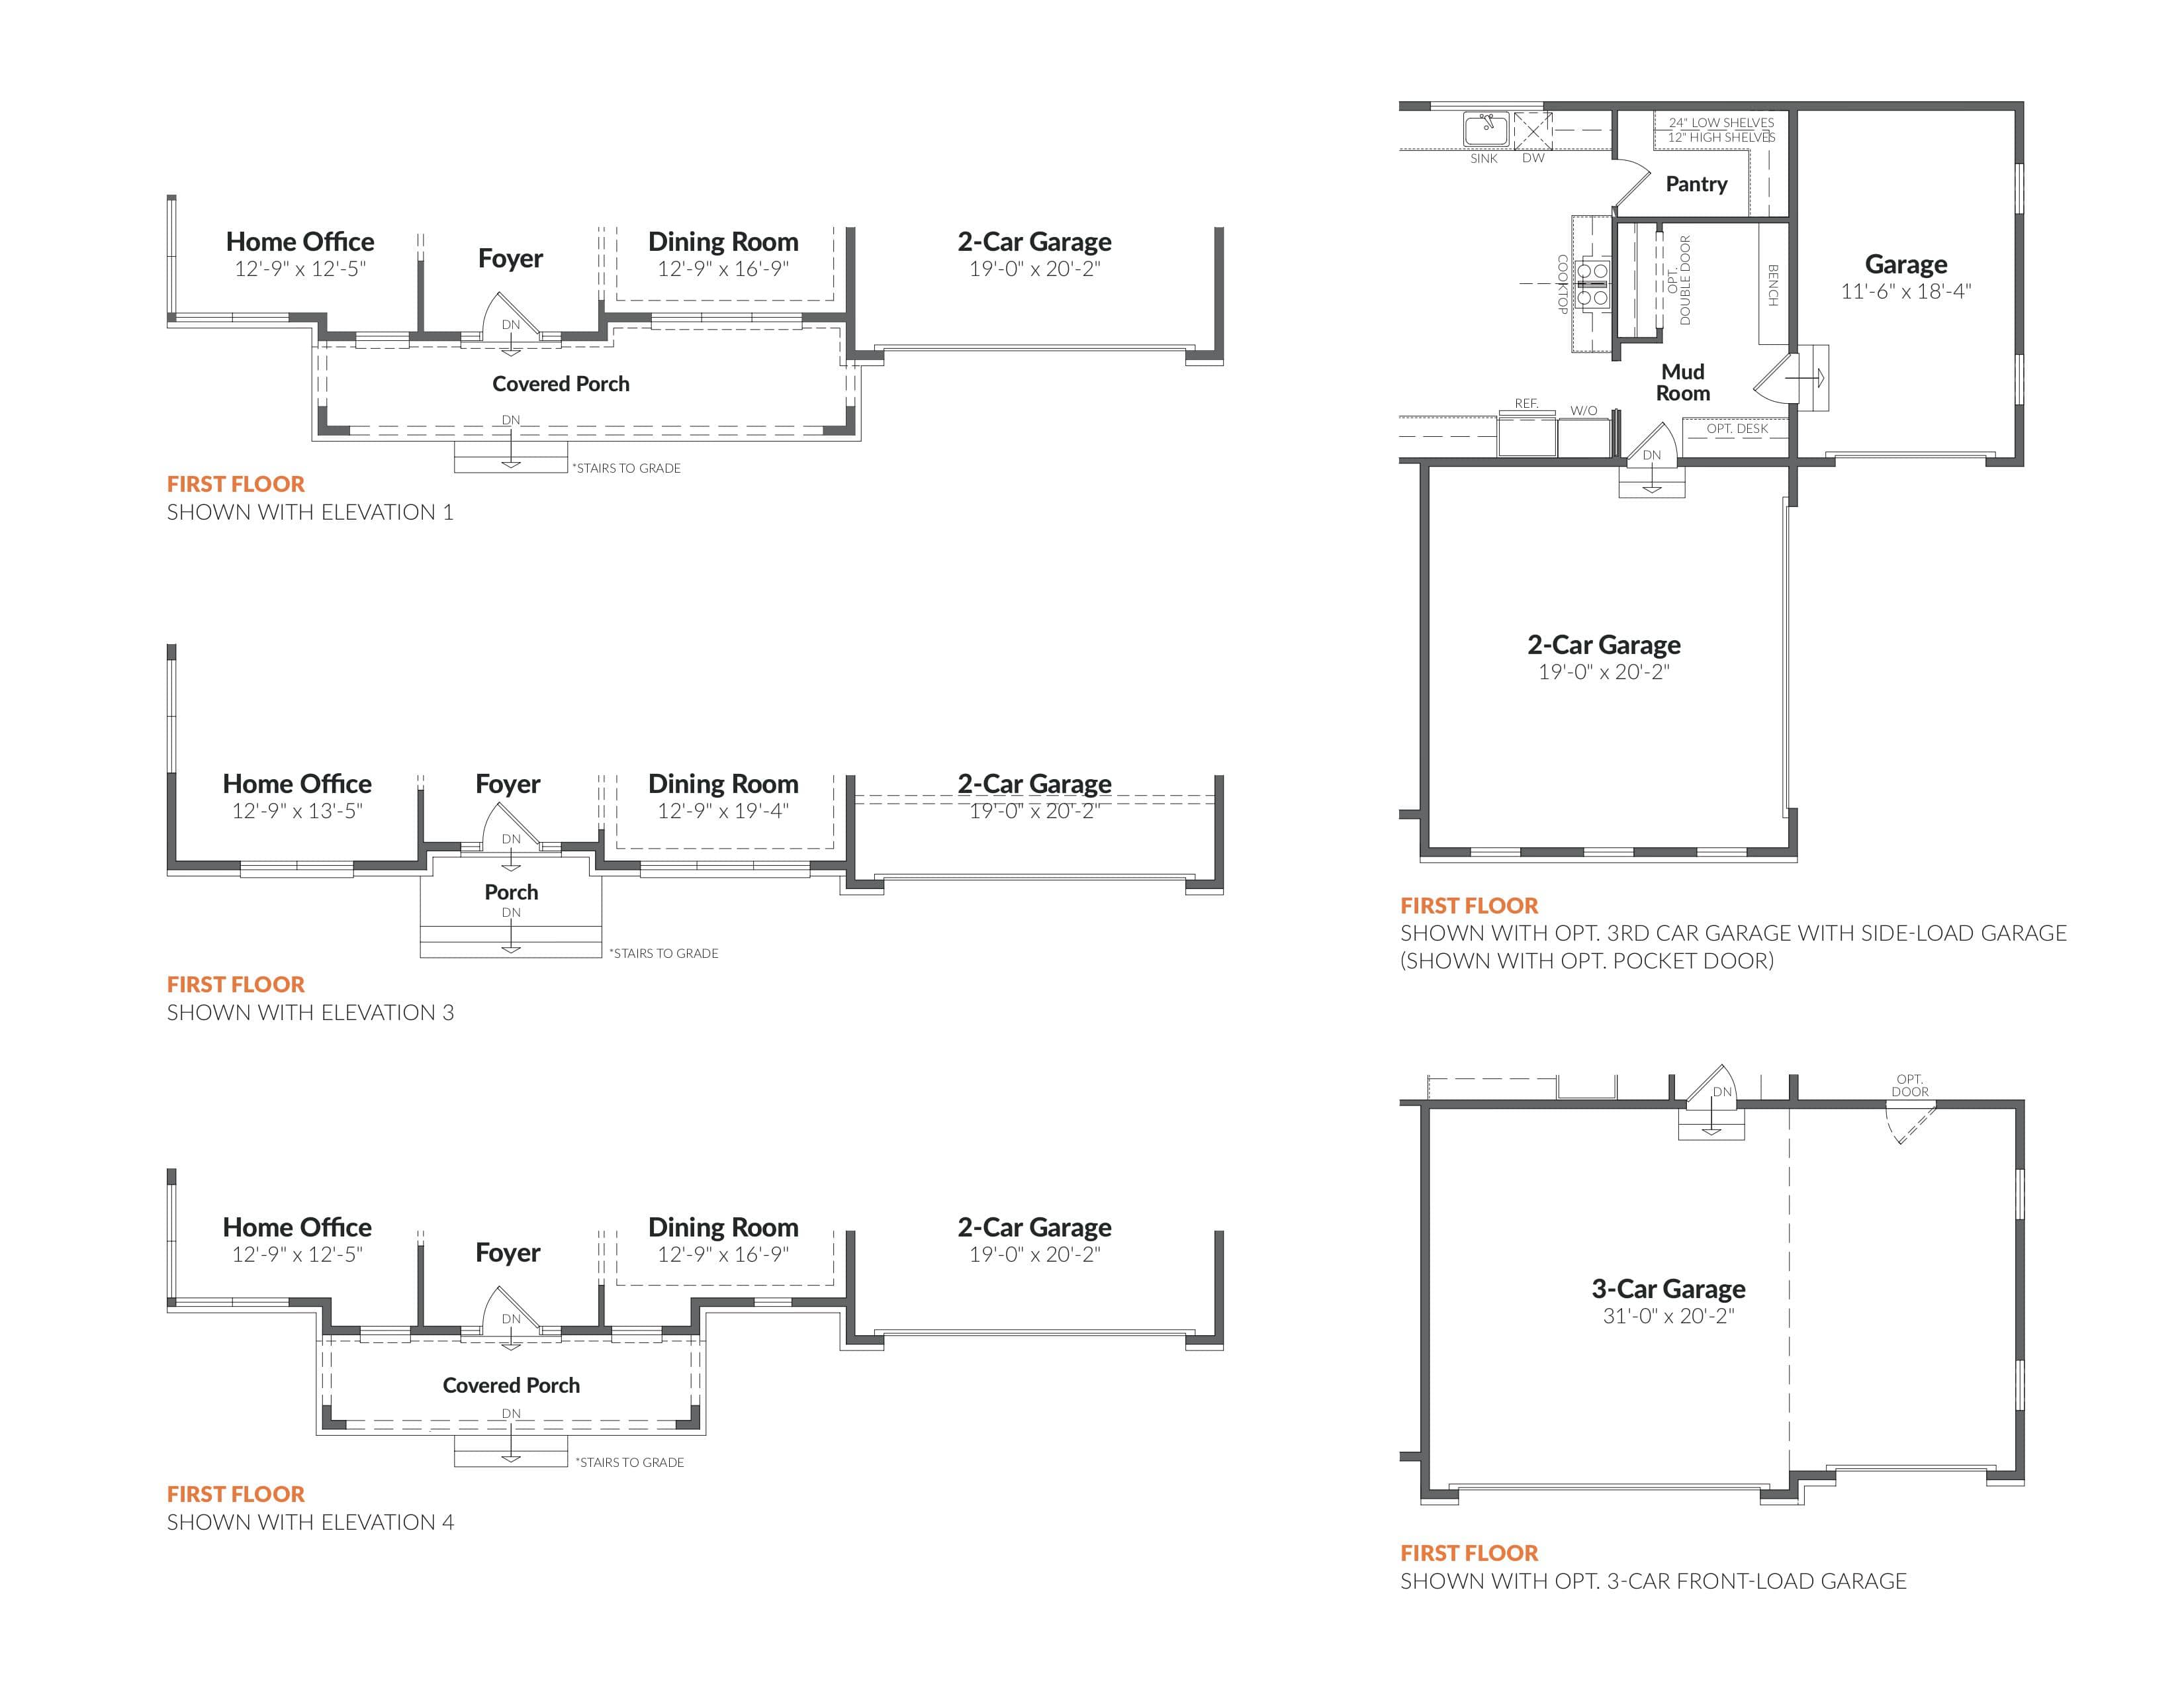 Home Office
12'-9" x 12'-5"
Foyer
Dining Room
12'-9" x 16'-9"
2-Car Garage
19'-0" x 20'-2"
DN
Covered Porch
DN
*STAIRS TO GRADE
FIRST FLOOR
SHOWN WITH ELEVATION 1
Home Office
12'-9" x 13'-5"
Foyer
Dining Room
12'-9" x 19'-4"
2-Car Garage
19'-0" x 20'-2"
DN
Porch
DN
*STAIRS TO GRADE
FIRST FLOOR
SHOWN WITH ELEVATION 3
Home Office
12'-9" x 12'-5"
Foyer
Dining Room
12'-9" x 16'-9"
2-Car Garage
19'-0" x 20'-2"
DN
Covered Porch
DN
*STAIRS TO GRADE
FIRST FLOOR
SHOWN WITH ELEVATION 4
24" LOW SHELVES
12" HIGH SHELVES
SINK
DW
Pantry
COOKTOP
OPT.
DOUBLE DOOR
BENCH
Garage
11'-6" x 18'-4"
Mud
Room
REF.
W/O
OPT. DESK
DN
2-Car Garage
19'-0" x 20'-2"
FIRST FLOOR
SHOWN WITH OPT. 3RD CAR GARAGE WITH SIDE-LOAD GARAGE
(SHOWN WITH OPT. POCKET DOOR)
DN
OPT.
DOOR
3-Car Garage
31'-0" x 20'-2"
FIRST FLOOR
SHOWN WITH OPT. 3-CAR FRONT-LOAD GARAGE